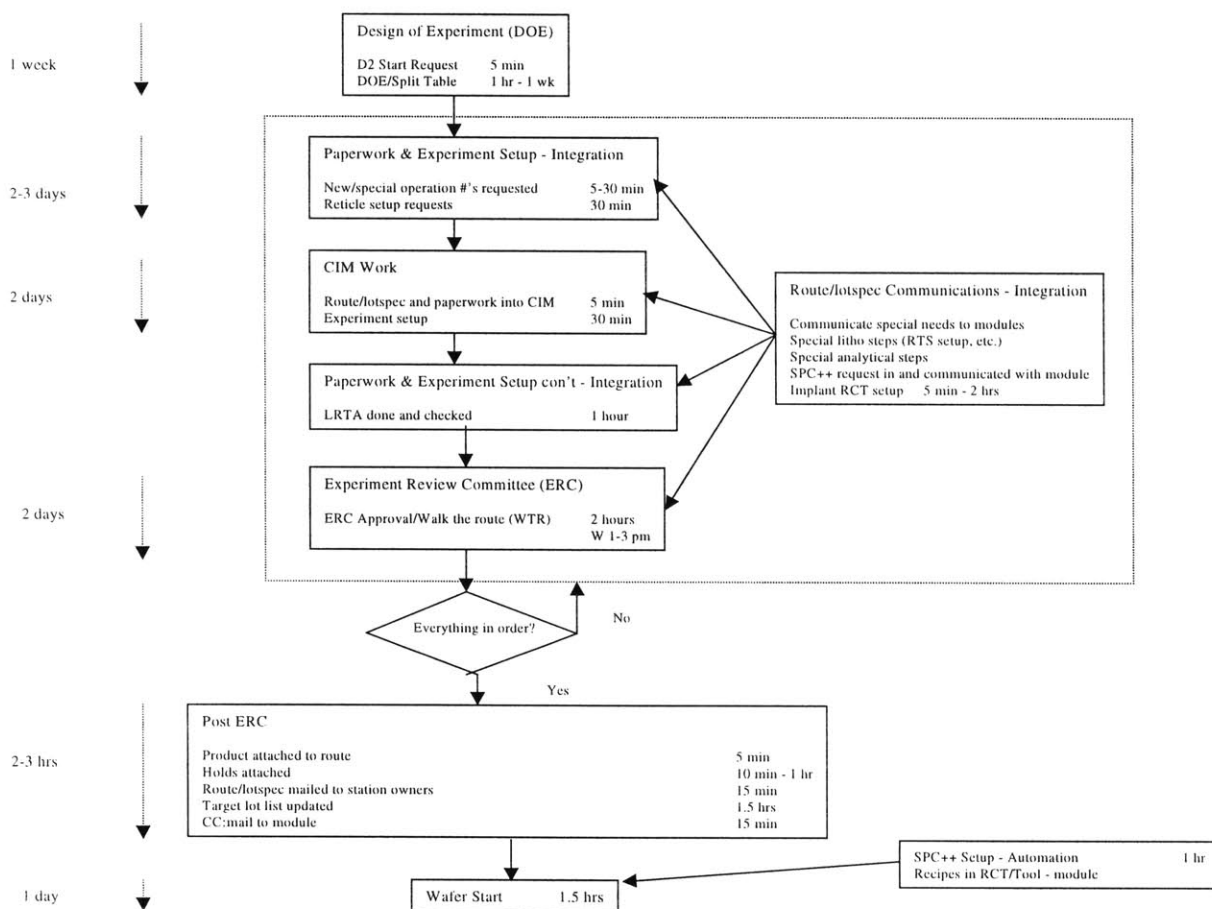 Design of Experiment (DOE)
D2 Start Request 5 min
DOE/Split Table 1 hr - 1 wk
1 week
Paperwork & Experiment Setup - Integration
New/special operation #'s requested 5-30 min
Reticle setup requests 30 min
2-3 days
CIM Work
Route/lotspec and paperwork into CIM 5 min
Experiment setup 30 min
2 days
Route/lotspec Communications - Integration
Communicate special needs to modules
Special litho steps (RTS setup, etc.)
Special analytical steps
SPC++ request in and communicated with module
Implant RCT setup 5 min - 2 hrs
Paperwork & Experiment Setup con't - Integration
LRTA done and checked 1 hour
Experiment Review Committee (ERC)
ERC Approval/Walk the route (WTR) 2 hours
W 1-3 pm
2 days
Everything in order?
No
Yes
Post ERC
Product attached to route 5 min
Holds attached 10 min - 1 hr
Route/lotspec mailed to station owners 15 min
Target lot list updated 1.5 hrs
CC:mail to module 15 min
2-3 hrs
SPC++ Setup - Automation 1 hr
Recipes in RCT/Tool - module
Wafer Start 1.5 hrs
1 day